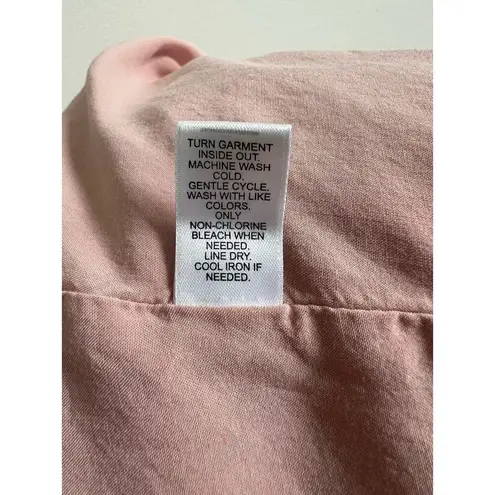 TURN GARMENT
INSIDE OUT.
MACHINE WASH
COLD.
GENTLE CYCLE.
WASH WITH LIKE
COLORS.
ONLY
NON-CHLORINE
BLEACH WHEN
NEEDED.
LINE DRY.
COOL IRON IF
NEEDED.